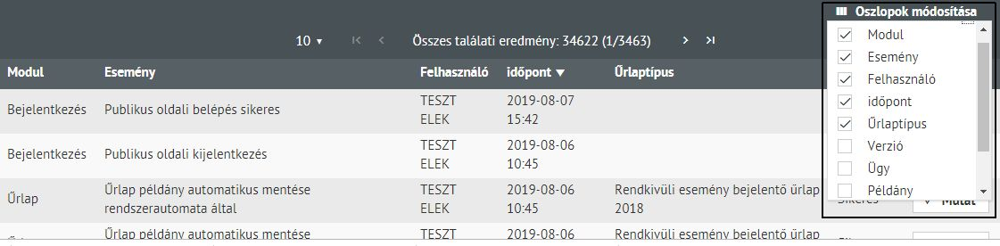 Oszlopok módosítása
10 Összes találati eredmény: 34622 (1/3463)
Modul
Esemény
Felhasználó
időpont
Űrlaptípus
Verzió
Ügy
Példány
Modul Esemény Felhasználó időpont Űrlaptípus
Bejelentkezés Publikus oldali belépés sikeres TESZT ELEK 2019-08-07 15:42
Bejelentkezés Publikus oldali kijelentkezés TESZT ELEK 2019-08-06 10:45
Űrlap Űrlap példány automatikus mentése rendszerautomata által TESZT ELEK 2019-08-06 10:45 Rendkívüli esemény bejelentő űrlap 2018 Sikeres Mutat
Űrlap példány automatikus mentése TESZT 2019-08-06 Rendkívüli esemény bejelentő űrlap